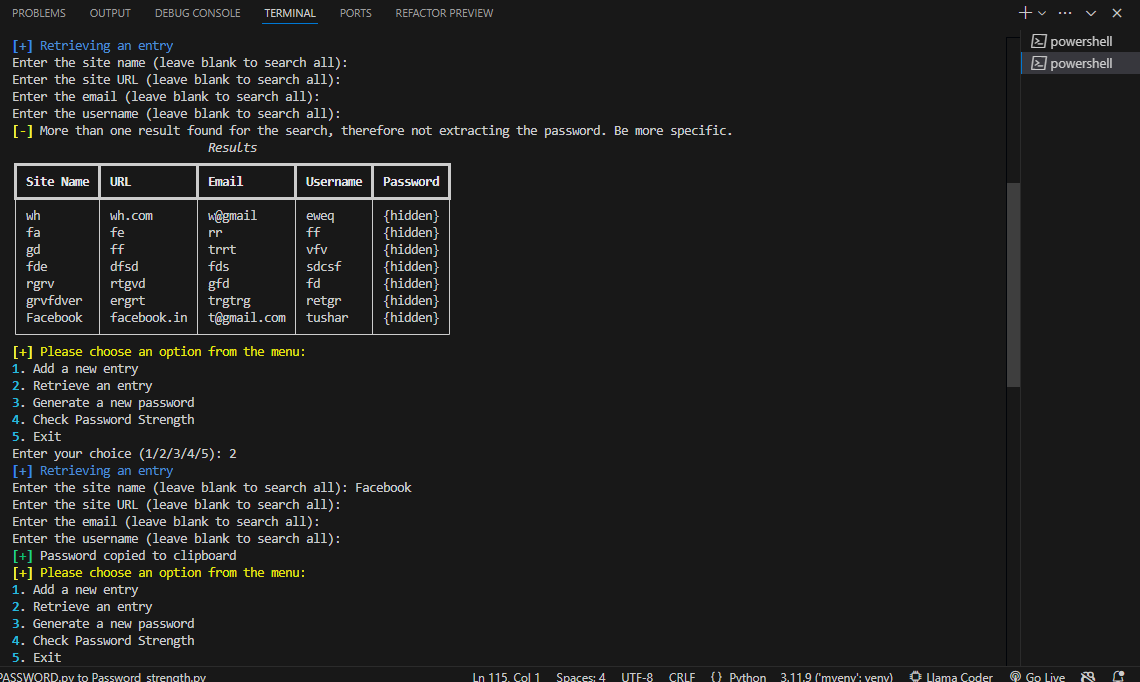 PROBLEMS OUTPUT DEBUG CONSOLE TERMINAL PORTS REFACTOR PREVIEW
powershell
powershell
[+] Retrieving an entry
Enter the site name (leave blank to search all):
Enter the site URL (leave blank to search all):
Enter the email (leave blank to search all):
Enter the username (leave blank to search all):
[-] More than one result found for the search, therefore not extracting the password. Be more specific.
Results
Site Name URL Email Username Password
wh wh.com w@gmail eweq {hidden}
fa fe rr ff {hidden}
gd ff trrt vfv {hidden}
fde dfsd fds sdcsf {hidden}
rgrv rtgvd gfd fd {hidden}
grvfdver ergrt trgtrg retgr {hidden}
Facebook facebook.in t@gmail.com tushar {hidden}
[+] Please choose an option from the menu:
1. Add a new entry
2. Retrieve an entry
3. Generate a new password
4. Check Password Strength
5. Exit
Enter your choice (1/2/3/4/5): 2
[+] Retrieving an entry
Enter the site name (leave blank to search all): Facebook
Enter the site URL (leave blank to search all):
Enter the email (leave blank to search all):
Enter the username (leave blank to search all):
[+] Password copied to clipboard
[+] Please choose an option from the menu:
1. Add a new entry
2. Retrieve an entry
3. Generate a new password
4. Check Password Strength
5. Exit
PASSWORD.py to Password_strength.py Ln 115, Col 1 Spaces: 4 UTF-8 CRLF {} Python 3.11.9 ('myenv': venv) Llama Coder Go Live